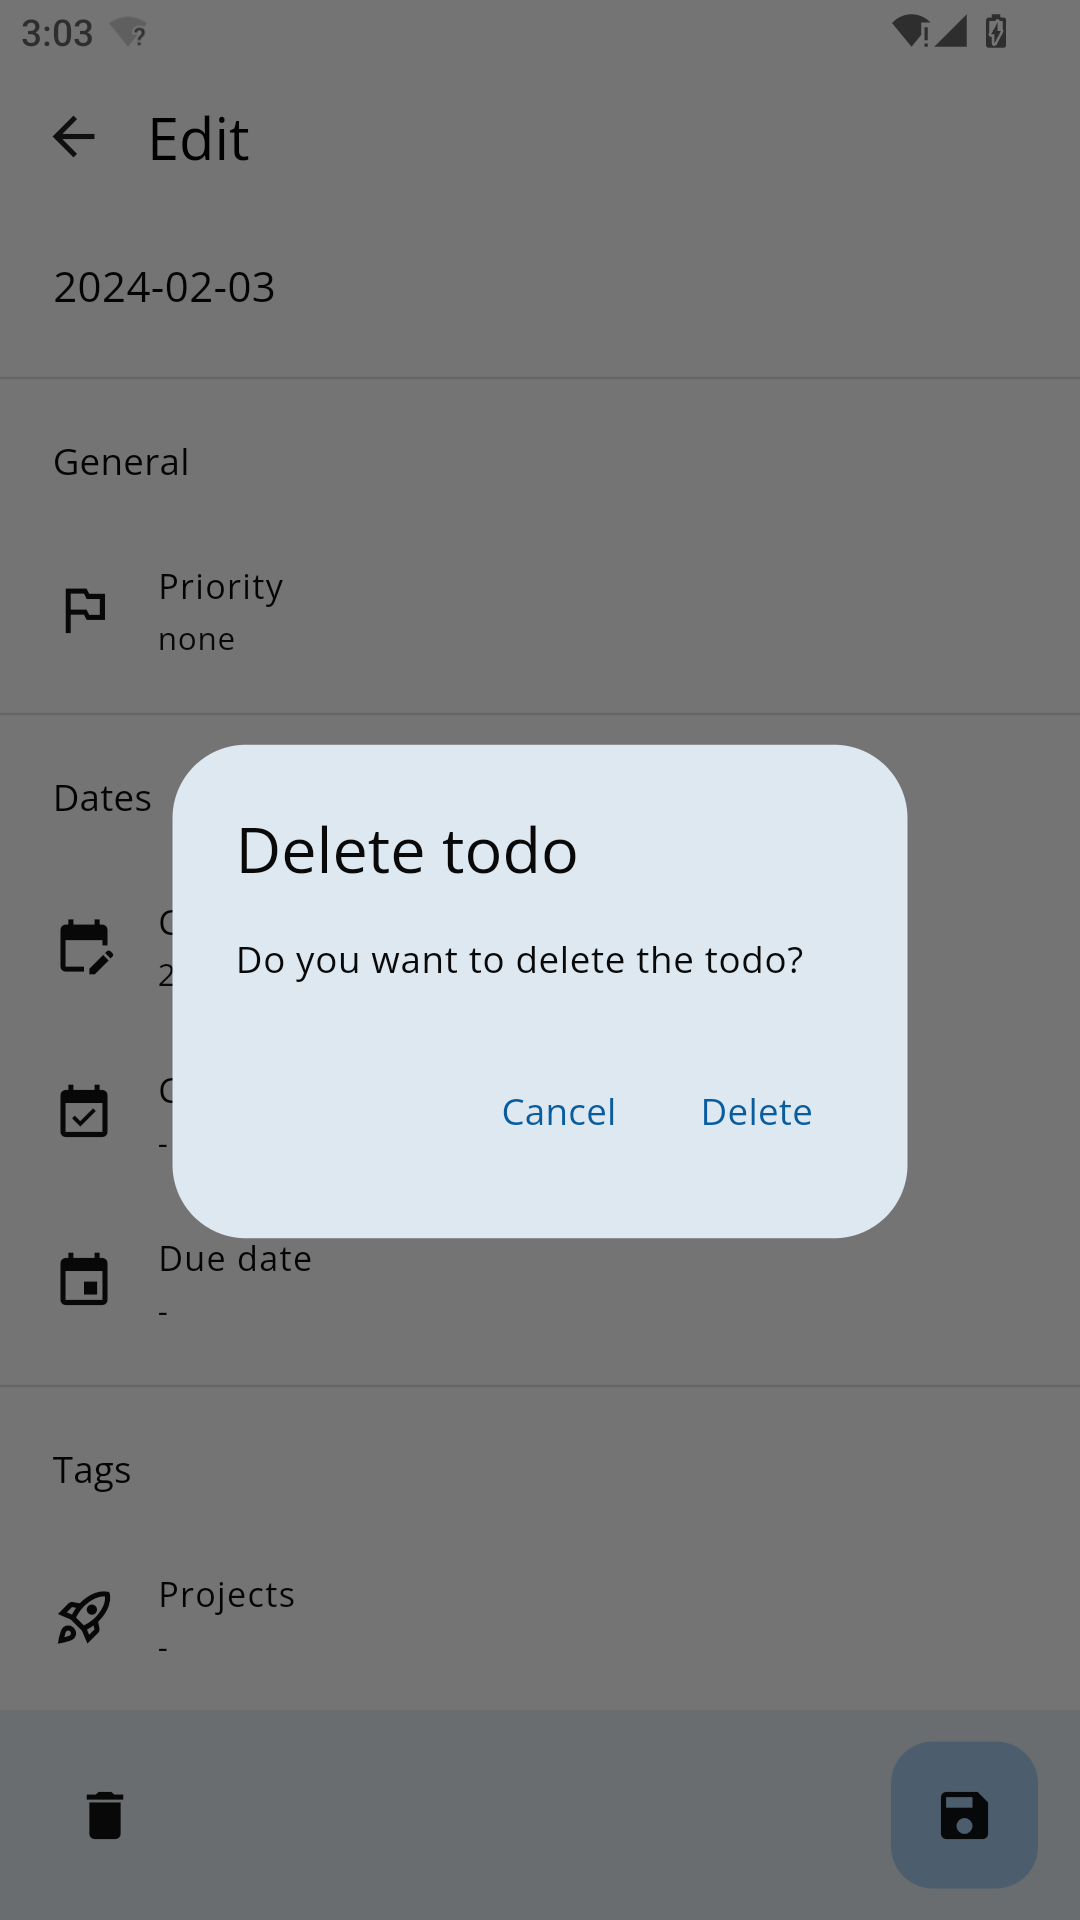 3:03
Edit
2024-02-03
General
Priority
none
Dates
Delete todo
Do you want to delete the todo?
Cancel Delete
-
Due date
-
Tags
Projects
-